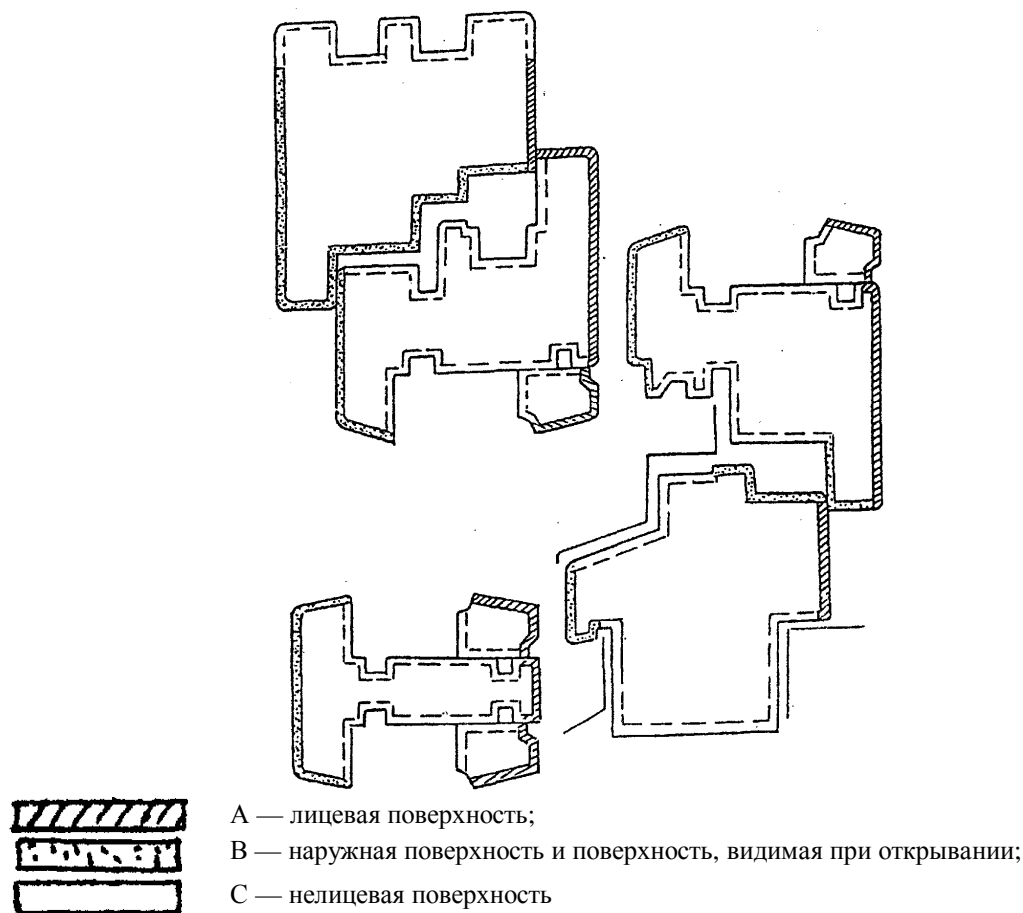 А — лицевая поверхность;
В — наружная поверхность и поверхность, видимая при открывании;
С — нелицевая поверхность